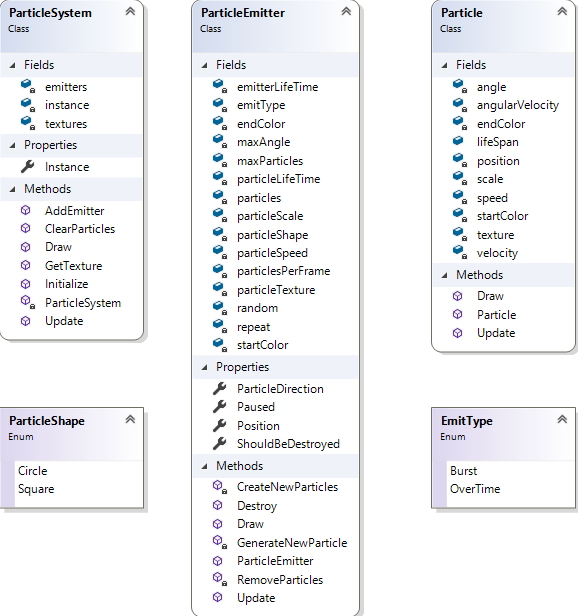 ParticleSystem
Class
Fields
emitters
instance
textures
Properties
Instance
Methods
AddEmitter
ClearParticles
Draw
GetTexture
Initialize
ParticleSystem
Update
ParticleShape
Enum
Circle
Square
ParticleEmitter
Class
Fields
emitterLifeTime
emitType
endColor
maxAngle
maxParticles
particleLifeTime
particles
particleScale
particleShape
particleSpeed
particlesPerFrame
particleTexture
random
repeat
startColor
Properties
ParticleDirection
Paused
Position
ShouldBeDestroyed
Methods
CreateNewParticles
Destroy
Draw
GenerateNewParticle
ParticleEmitter
RemoveParticles
Update
Particle
Class
Fields
angle
angularVelocity
endColor
lifeSpan
position
scale
speed
startColor
texture
velocity
Methods
Draw
Particle
Update
EmitType
Enum
Burst
OverTime